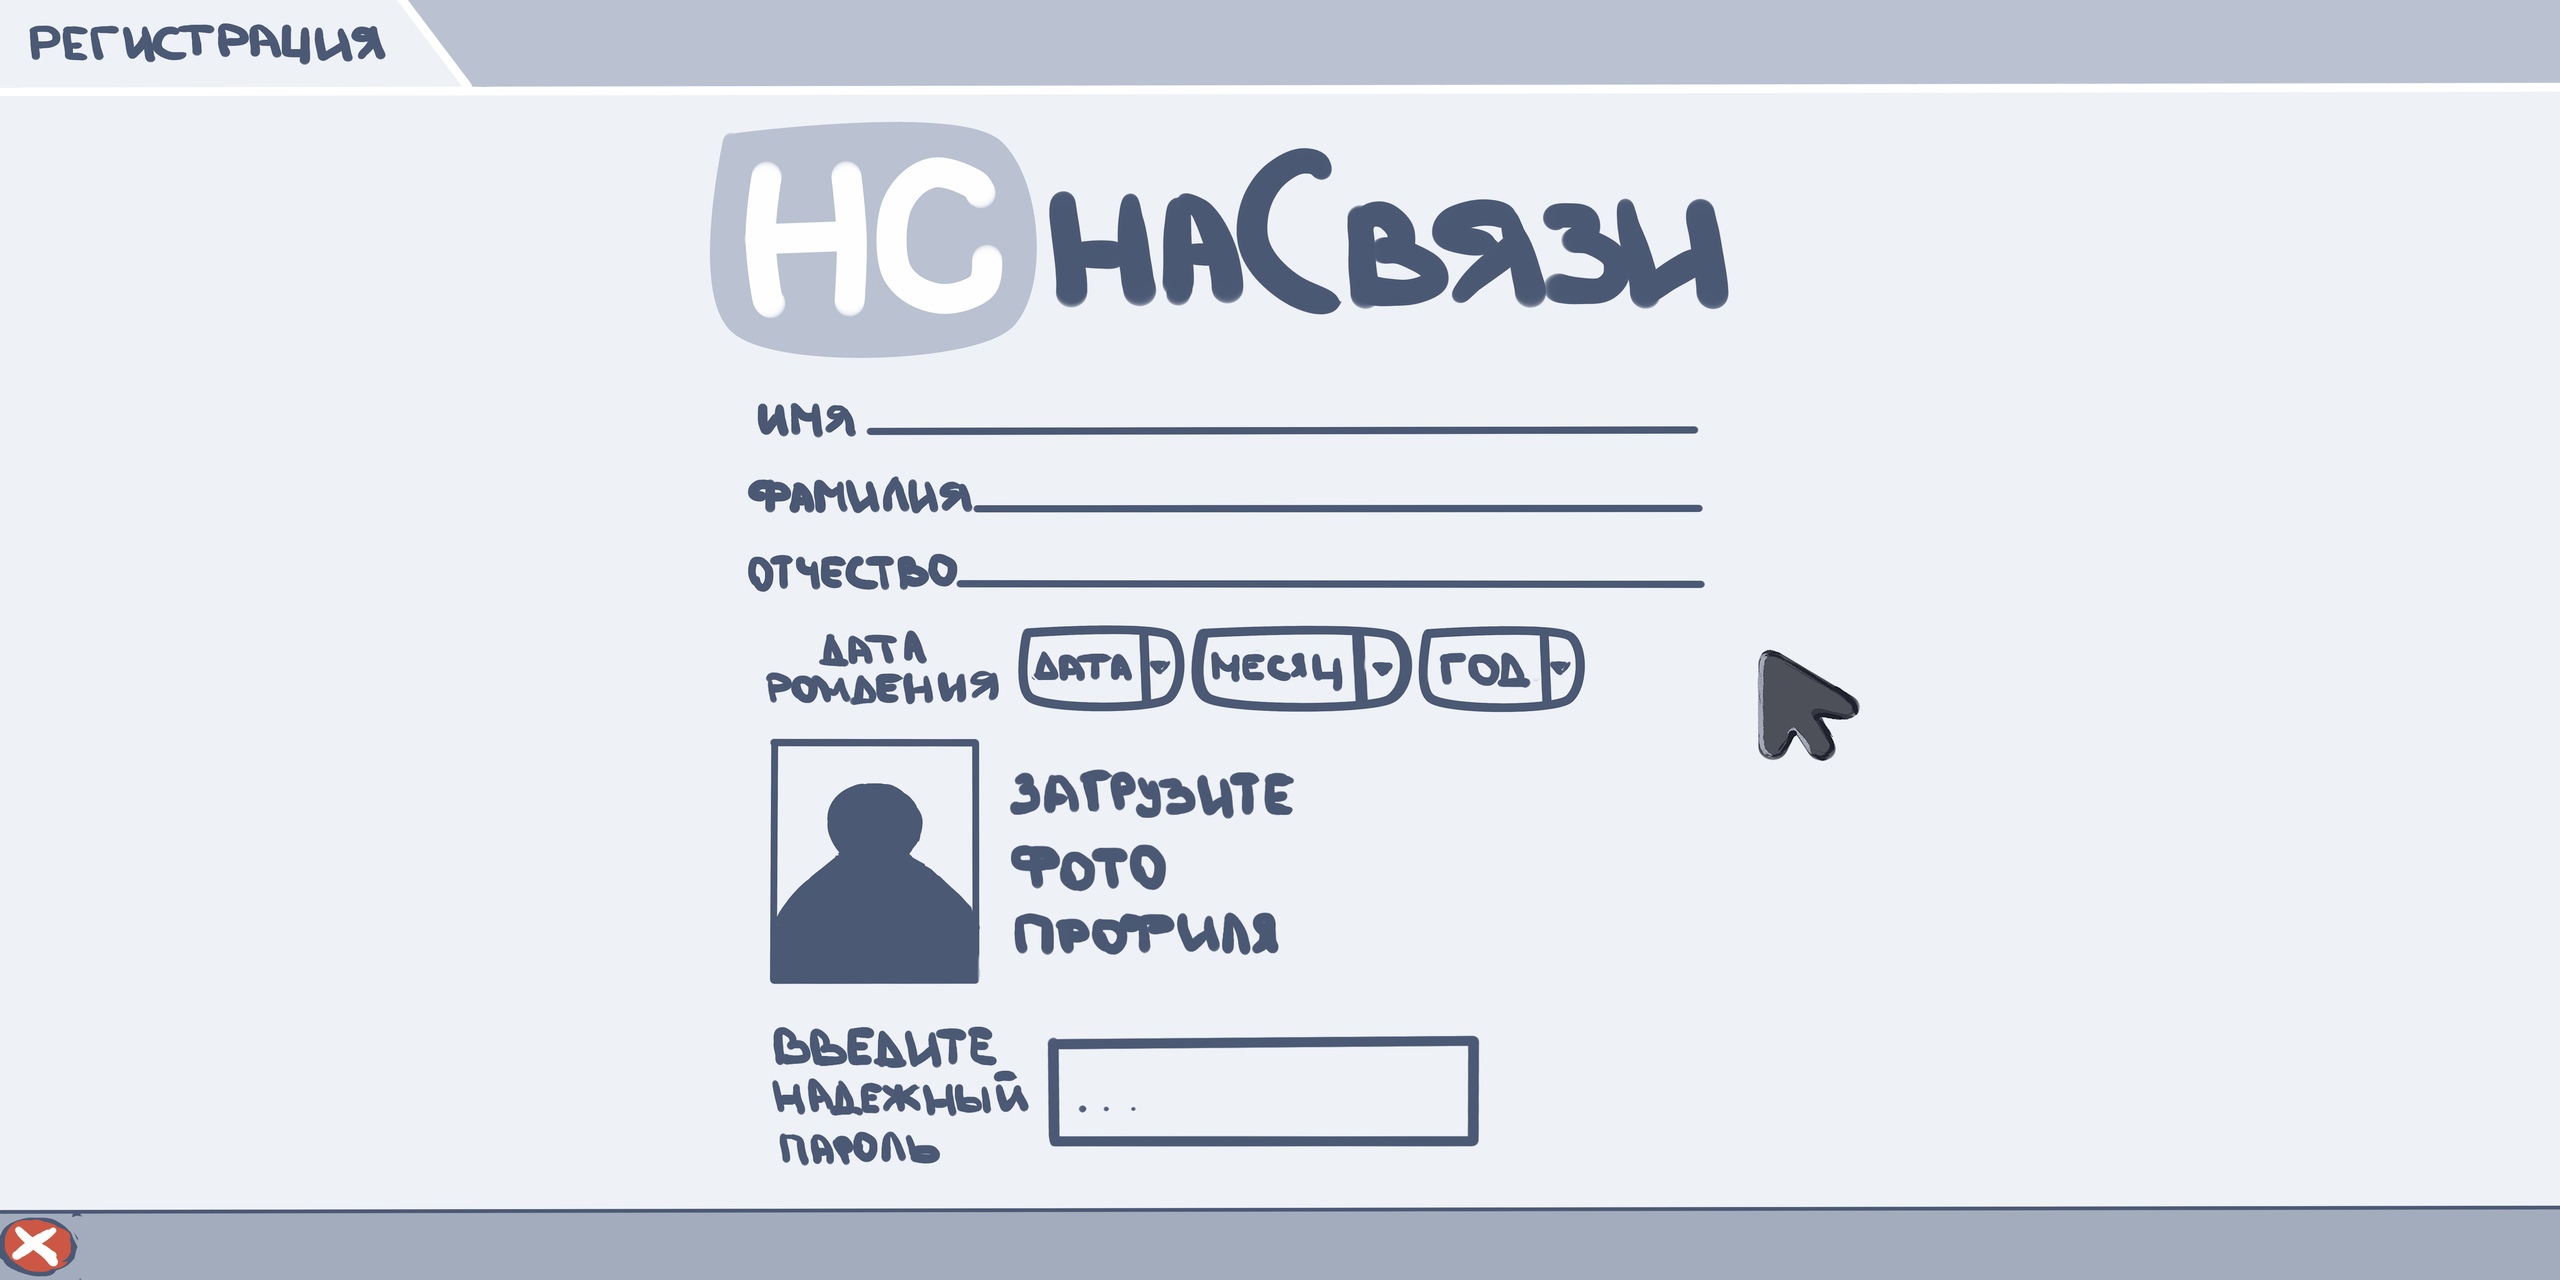 РЕГИСТРАЦИЯ
НС НАСВЯЗИ
ИМЯ
ФАМИЛИЯ
ОТЧЕСТВО
ДАТА
РОЖДЕНИЯ
ДАТА МЕСЯЦ ГОД
ЗАГРУЗИТЕ
ФОТО
ПРОФИЛЯ
ВВЕДИТЕ
НАДЕЖНЫЙ
ПАРОЛЬ
...